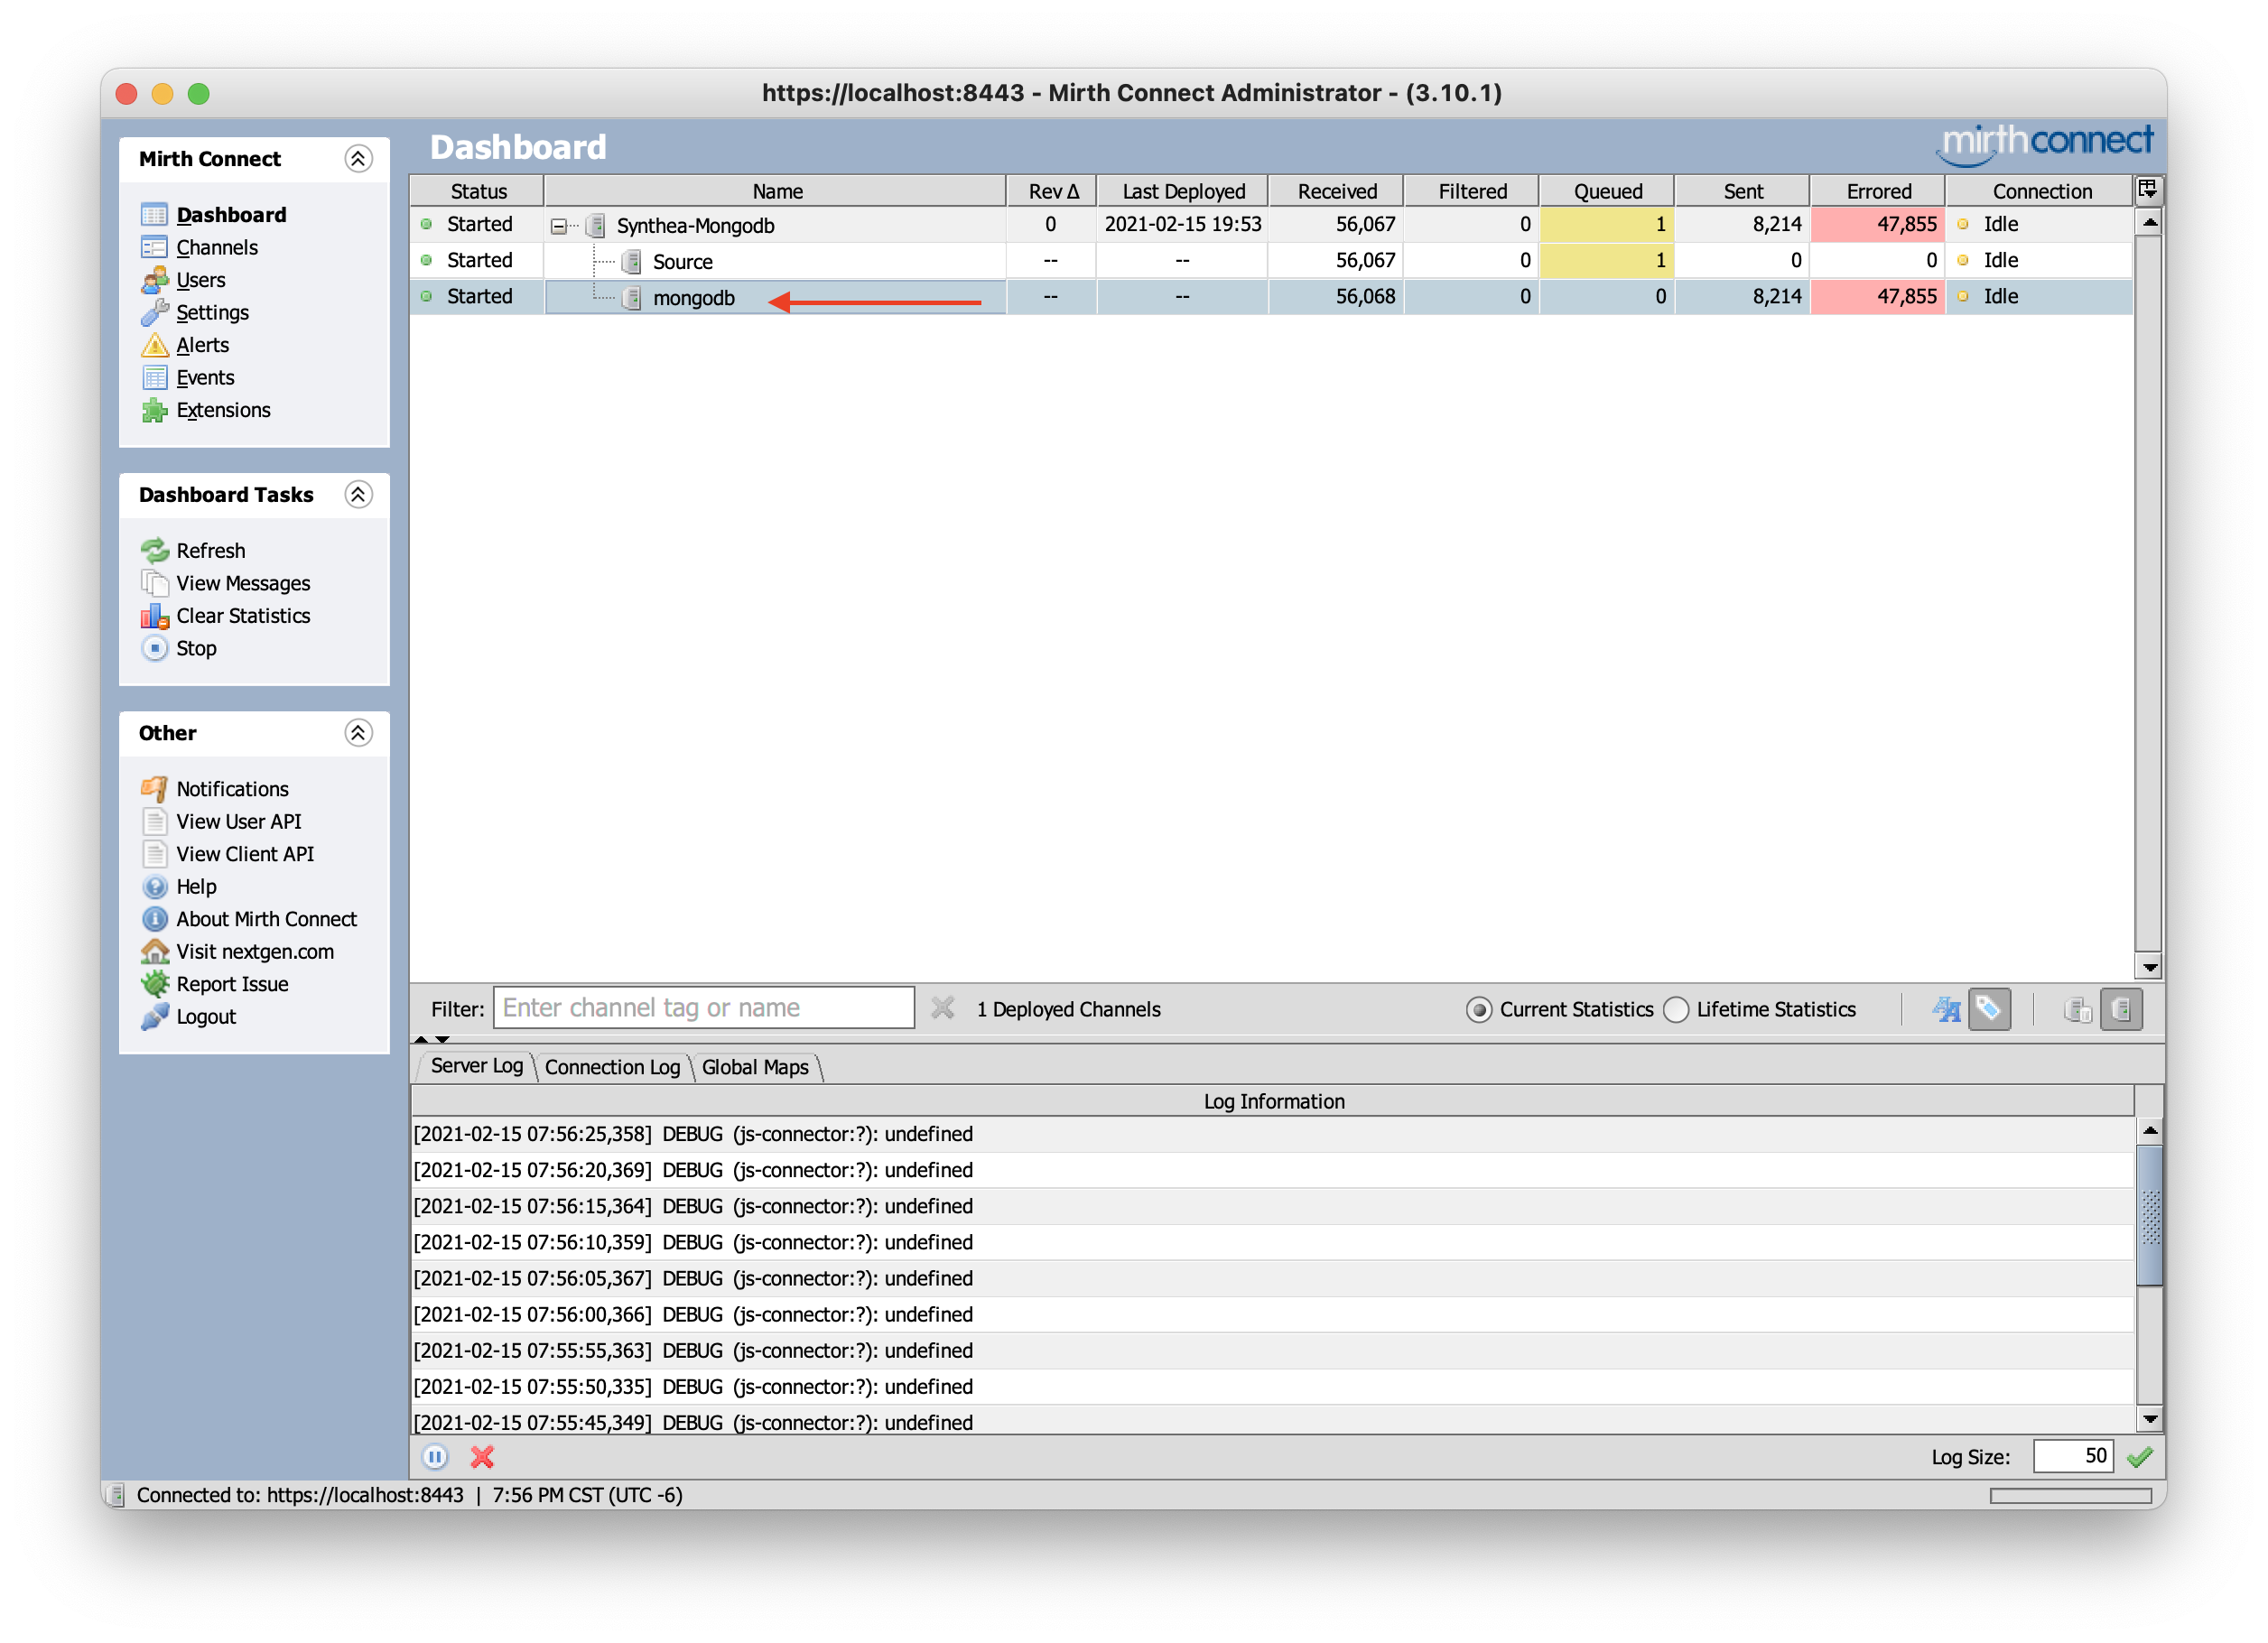 https://localhost:8443 - Mirth Connect Administrator - (3.10.1)
Mirth Connect
Dashboard
Channels
Users
Settings
Alerts
Events
Extensions
Dashboard Tasks
Refresh
View Messages
Clear Statistics
Stop
Other
Notifications
View User API
View Client API
Help
About Mirth Connect
Visit nextgen.com
Report Issue
Logout
Dashboard
mirthconnect
Status Name Rev Δ Last Deployed Received Filtered Queued Sent Errored Connection
Started Synthea-Mongodb 0 2021-02-15 19:53 56,067 0 1 8,214 47,855 Idle
Started Source -- -- 56,067 0 1 0 0 Idle
Started mongodb -- -- 56,068 0 0 8,214 47,855 Idle
Filter: Enter channel tag or name 1 Deployed Channels Current Statistics Lifetime Statistics
Server Log Connection Log Global Maps
Log Information
[2021-02-15 07:56:25,358] DEBUG (js-connector:?): undefined
[2021-02-15 07:56:20,369] DEBUG (js-connector:?): undefined
[2021-02-15 07:56:15,364] DEBUG (js-connector:?): undefined
[2021-02-15 07:56:10,359] DEBUG (js-connector:?): undefined
[2021-02-15 07:56:05,367] DEBUG (js-connector:?): undefined
[2021-02-15 07:56:00,366] DEBUG (js-connector:?): undefined
[2021-02-15 07:55:55,363] DEBUG (js-connector:?): undefined
[2021-02-15 07:55:50,335] DEBUG (js-connector:?): undefined
[2021-02-15 07:55:45,349] DEBUG (js-connector:?): undefined
Log Size: 50
Connected to: https://localhost:8443 | 7:56 PM CST (UTC -6)